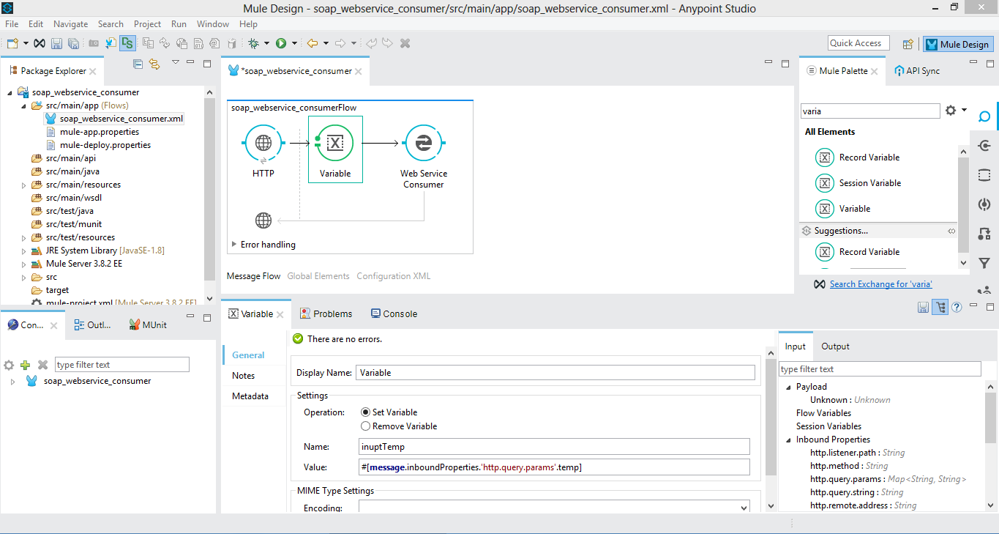 Mule Design - soap_webservice_consumer/src/main/app/soap_webservice_consumer.xml - Anypoint Studio
File Edit Navigate Search Project Run Window Help
Quick Access
Mule Design
Package Explorer
soap_webservice_consumer
src/main/app (Flows)
soap_webservice_consumer.xml
mule-app.properties
mule-deploy.properties
src/main/api
src/main/java
src/main/resources
src/main/wsdl
src/test/java
src/test/munit
src/test/resources
JRE System Library [JavaSE-1.8]
Mule Server 3.8.2 EE
src
target
mule-project.xml [Mule Server 3.8.2 EE]
Con...
Outl...
MUnit
type filter text
soap_webservice_consumer
*soap_webservice_consumer
soap_webservice_consumerFlow
HTTP
Variable
Web Service
Consumer
Error handling
Message Flow Global Elements Configuration XML
Mule Palette
API Sync
varia
All Elements
Record Variable
Session Variable
Variable
Suggestions...
Record Variable
Search Exchange for 'varia'
Variable
Problems
Console
There are no errors.
General
Notes
Metadata
Display Name: Variable
Settings
Operation: Set Variable
Remove Variable
Name: inuptTemp
Value: #[message.inboundProperties.'http.query.params'.temp]
MIME Type Settings
Encoding:
Input Output
type filter text
Payload
Unknown : Unknown
Flow Variables
Session Variables
Inbound Properties
http.listener.path : String
http.method : String
http.query.params : Map<String, String>
http.query.string : String
http.remote.address : String